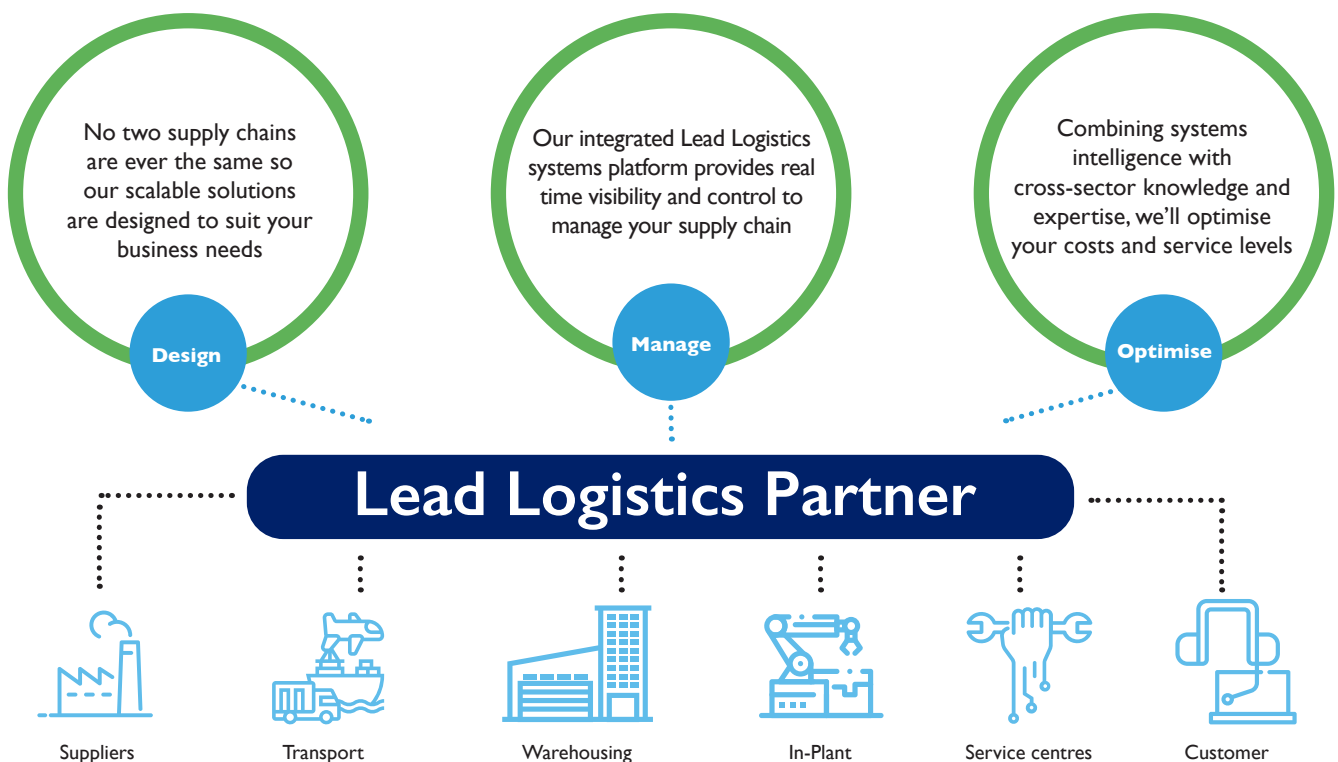 No two supply chains
are ever the same so
our scalable solutions
are designed to suit your
business needs
Design
Our integrated Lead Logistics
systems platform provides real
time visibility and control to
manage your supply chain
Manage
Combining systems
intelligence with
cross-sector knowledge and
expertise, we’ll optimise
your costs and service levels
Optimise
Lead Logistics Partner
Suppliers
Transport
Warehousing
In-Plant
Service centres
Customer